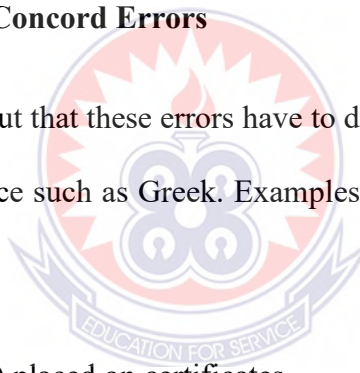 Concord Errors
ut that these errors have to d
ce such as Greek. Examples
EDUCATION FOR SERVICE
placed on certificates